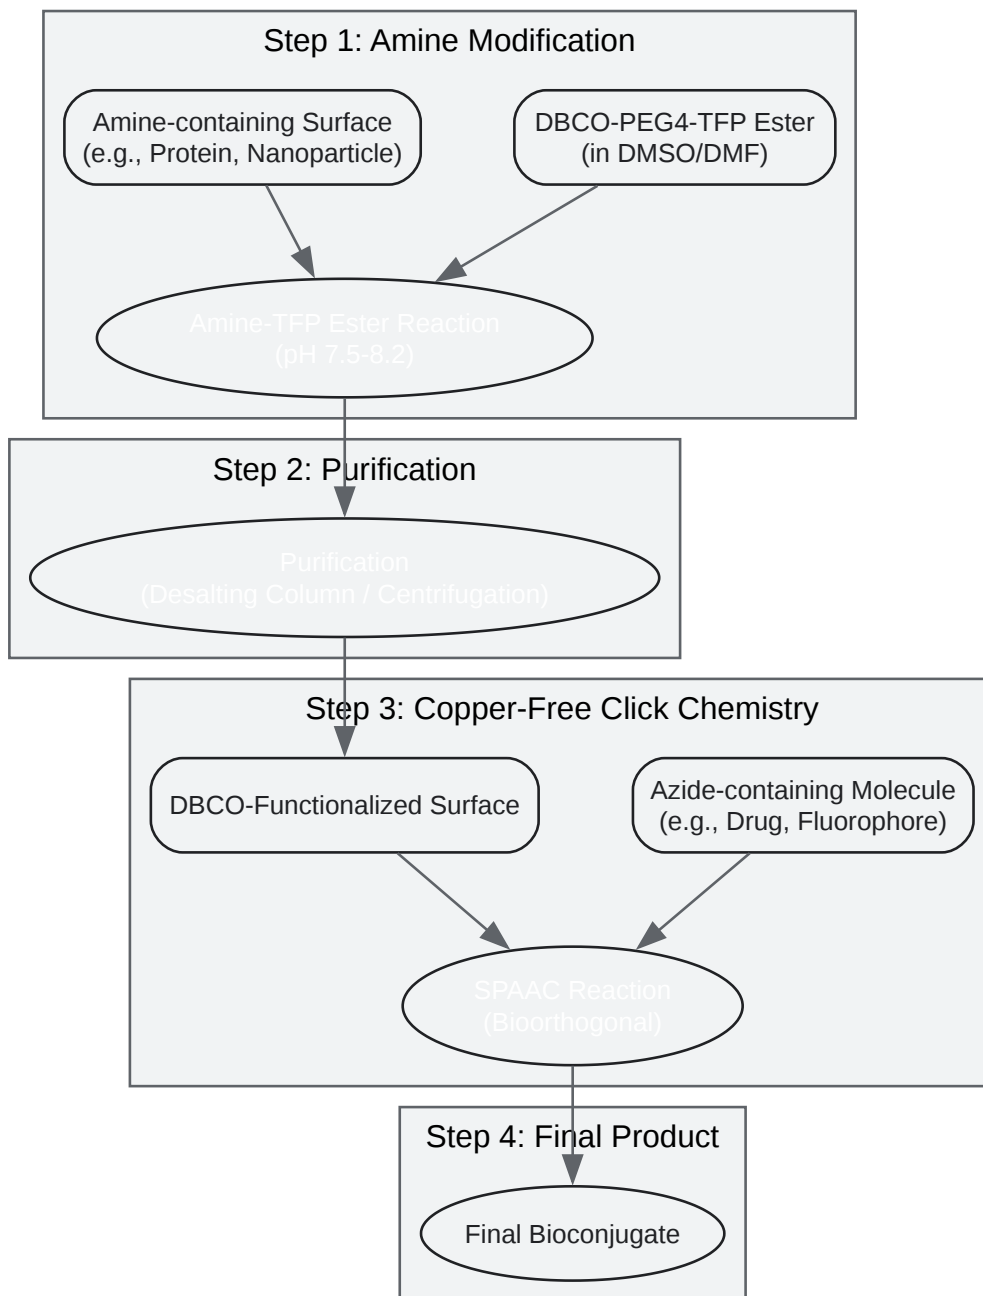 Step 1: Amine Modification
Amine-containing Surface
(e.g., Protein, Nanoparticle)
DBCO-PEG4-TFP Ester
(in DMSO/DMF)
Amine-TFP Ester Reaction
(pH 7.5-8.2)
Step 2: Purification
Purification
(Desalting Column / Centrifugation)
Step 3: Copper-Free Click Chemistry
DBCO-Functionalized Surface
Azide-containing Molecule
(e.g., Drug, Fluorophore)
SPAAC Reaction
(Bioorthogonal)
Step 4: Final Product
Final Bioconjugate